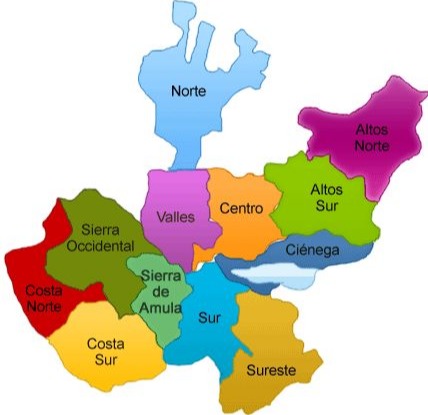 Norte
Altos
Norte
Altos
Sur
Valles
Centro
Sierra
Occidental
Ciénega
Sierra
de
Amula
Costa
Norte
Sur
Costa
Sur
Sureste